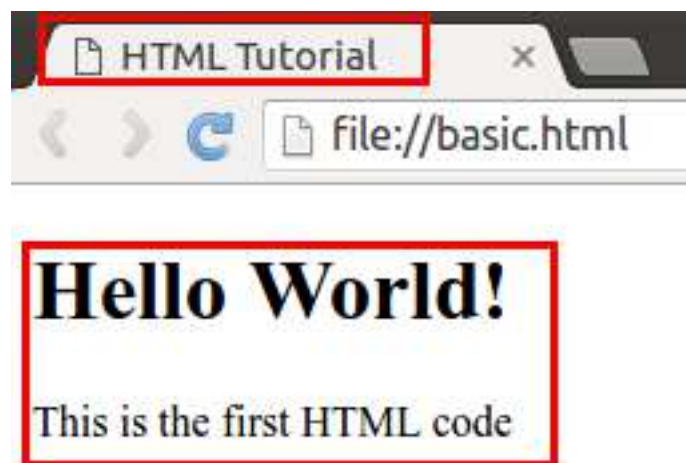 HTML Tutorial
file://basic.html
Hello World!
This is the first HTML code